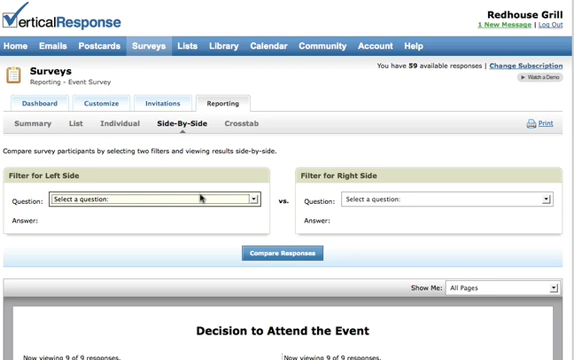 VerticalResponse
Redhouse Grill
1 New Message | Log Out
Home Emails Postcards Surveys Lists Library Calendar Community Account Help
You have 59 available responses | Change Subscription
Surveys
Reporting - Event Survey
Watch a Demo
Dashboard Customize Invitations Reporting
Summary List Individual Side-By-Side Crosstab
Print
Compare survey participants by selecting two filters and viewing results side-by-side.
Filter for Left Side
Question: Select a question:
Answer:
vs.
Filter for Right Side
Question: Select a question:
Answer:
Compare Responses
Show Me: All Pages
Decision to Attend the Event
Now viewing 9 of 9 responses. Now viewing 9 of 9 responses.